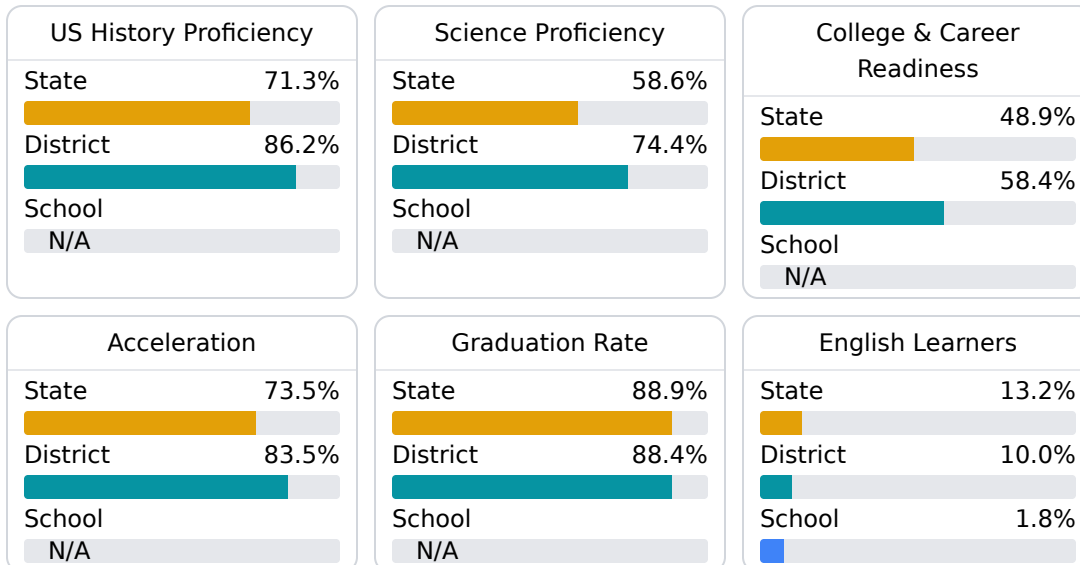 US History Proficiency
State 71.3%
District 86.2%
School
N/A
Science Proficiency
State 58.6%
District 74.4%
School
N/A
College & Career
Readiness
State 48.9%
District 58.4%
School
N/A
Acceleration
State 73.5%
District 83.5%
School
N/A
Graduation Rate
State 88.9%
District 88.4%
School
N/A
English Learners
State 13.2%
District 10.0%
School 1.8%